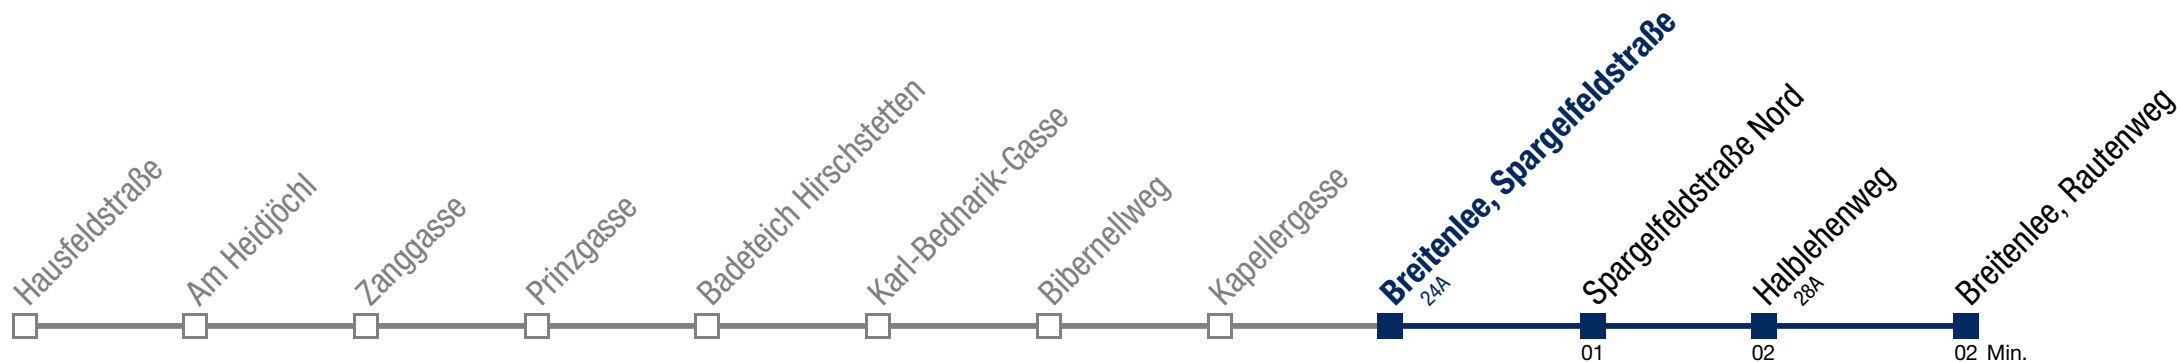 Hausfeldstraße
Am Heidjöchl
Zanggasse
Prinzgasse
Badeteich Hirschstetten
Karl-Bednarik-Gasse
Bibernellweg
Kapellergasse
Breitenlee, Spargelfeldstraße
24A
Spargelfeldstraße Nord
Halblehenweg
28A
Breitenlee, Rautenweg
01 02 02 Min.